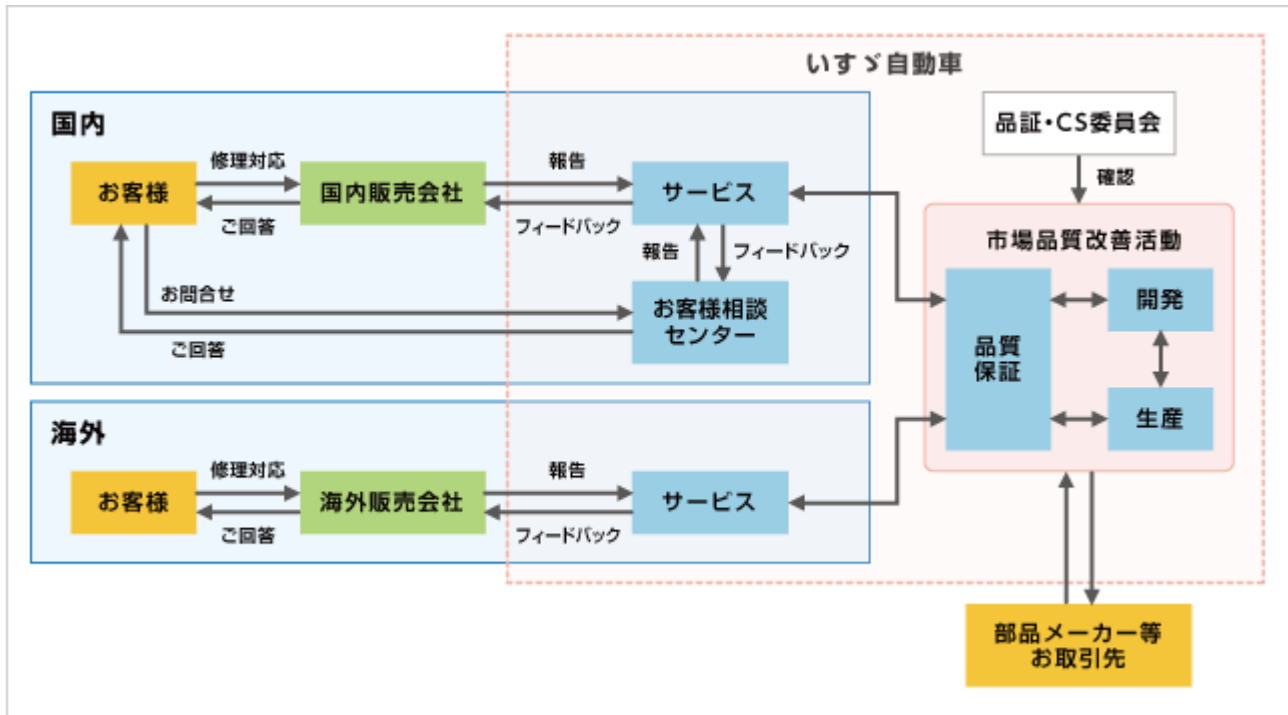 いすゞ自動車
国内
品証・CS委員会
修理対応
報告
お客様
国内販売会社
サービス
確認
ご回答
フィードバック
市場品質改善活動
報告
フィードバック
お問合せ
お客様相談
センター
ご回答
開発
品質
保証
生産
海外
修理対応
報告
お客様
海外販売会社
サービス
ご回答
フィードバック
部品メーカー等
お取引先